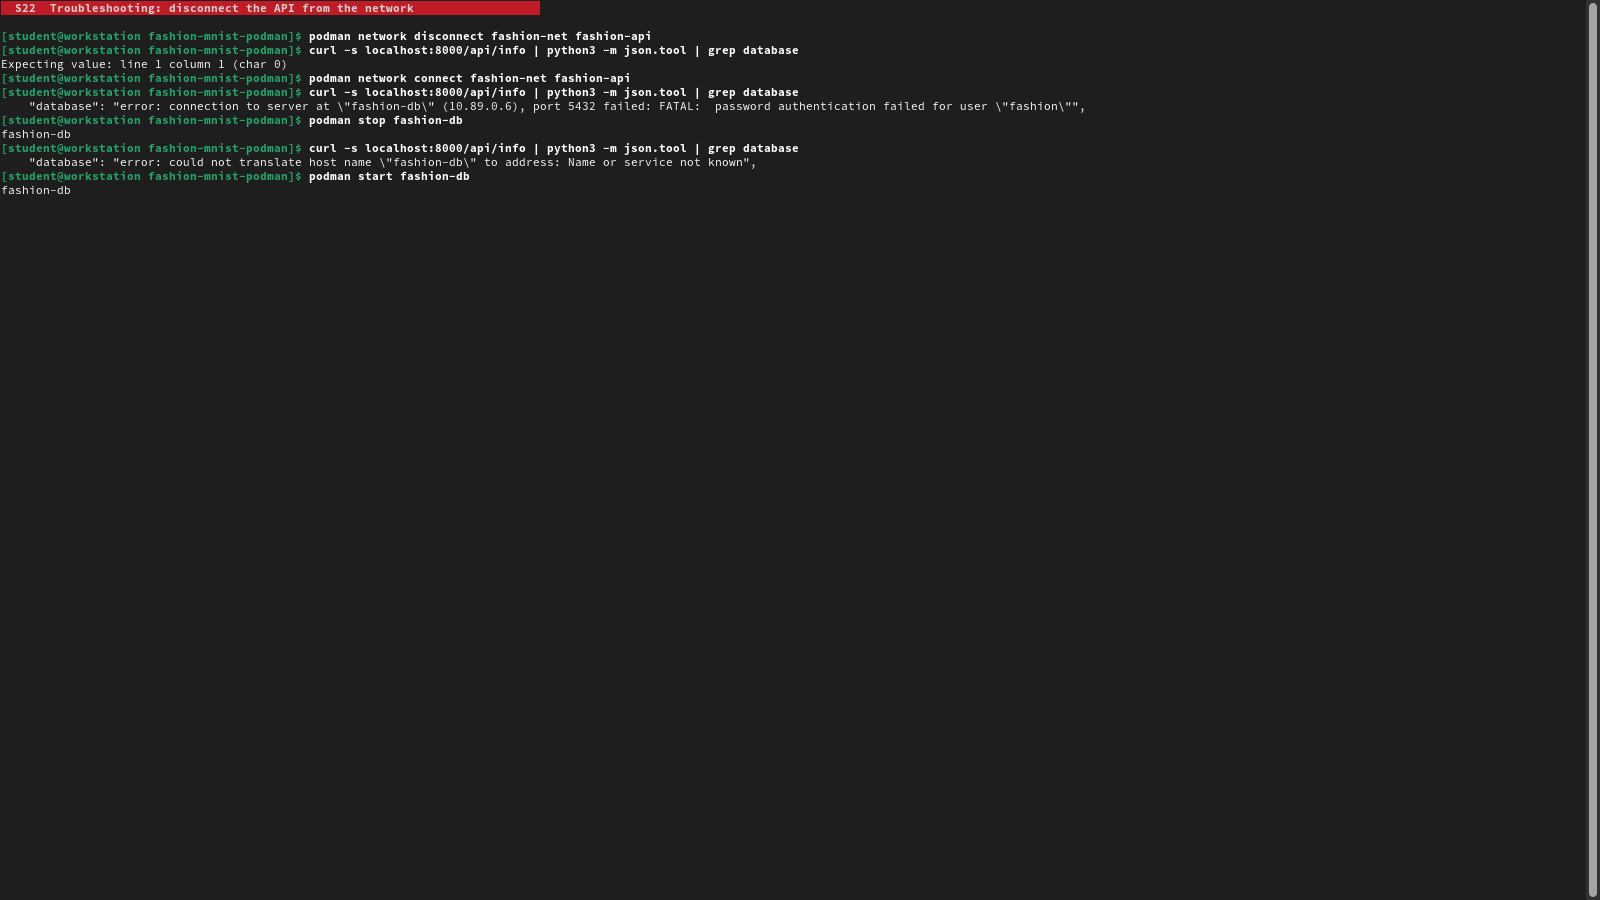 S22  Troubleshooting: disconnect the API from the network
[student@workstation fashion-mnist-podman]$ podman network disconnect fashion-net fashion-api
[student@workstation fashion-mnist-podman]$ curl -s localhost:8000/api/info | python3 -m json.tool | grep database
Expecting value: line 1 column 1 (char 0)
[student@workstation fashion-mnist-podman]$ podman network connect fashion-net fashion-api
[student@workstation fashion-mnist-podman]$ curl -s localhost:8000/api/info | python3 -m json.tool | grep database
    "database": "error: connection to server at \"fashion-db\" (10.89.0.6), port 5432 failed: FATAL:  password authentication failed for user \"fashion\"",
[student@workstation fashion-mnist-podman]$ podman stop fashion-db
fashion-db
[student@workstation fashion-mnist-podman]$ curl -s localhost:8000/api/info | python3 -m json.tool | grep database
    "database": "error: could not translate host name \"fashion-db\" to address: Name or service not known",
[student@workstation fashion-mnist-podman]$ podman start fashion-db
fashion-db